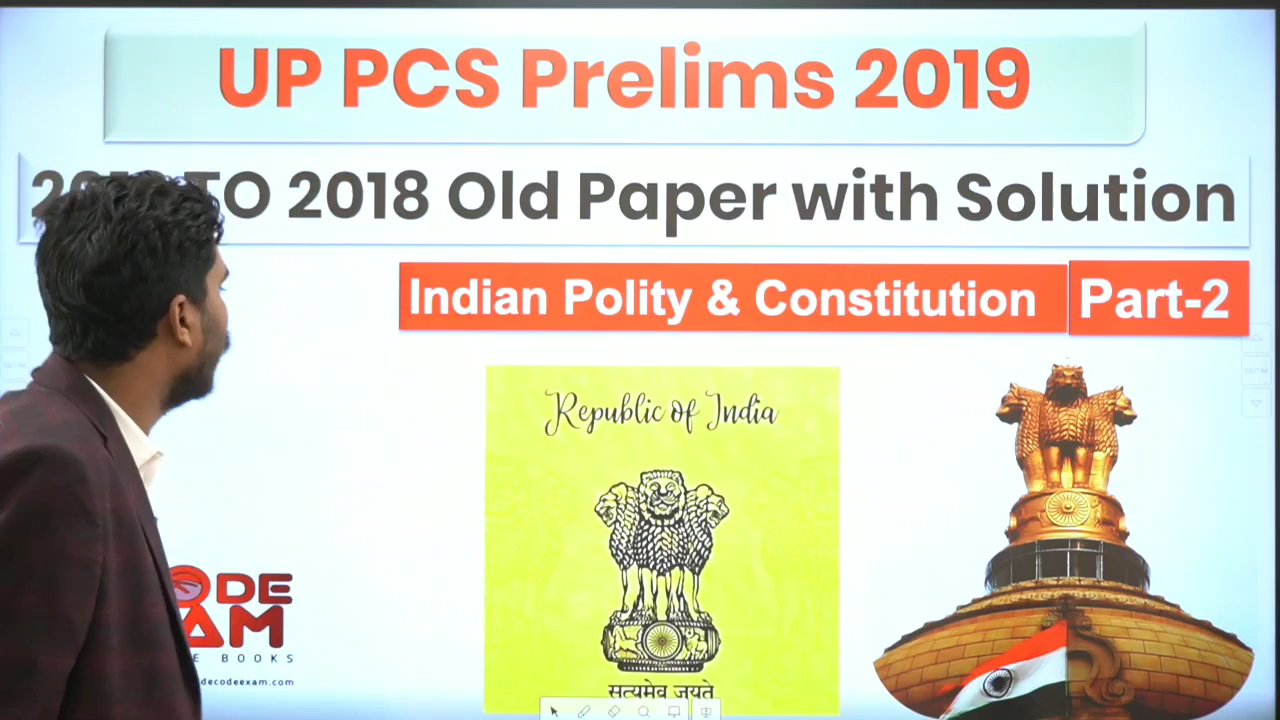 UP PCS Prelims 2019
TO 2018 Old Paper with Solution
Indian Polity & Constitution Part-2
Republic of India
सत्यमेव जयते
ODE
AM
E BOOKS
decodeexam.com